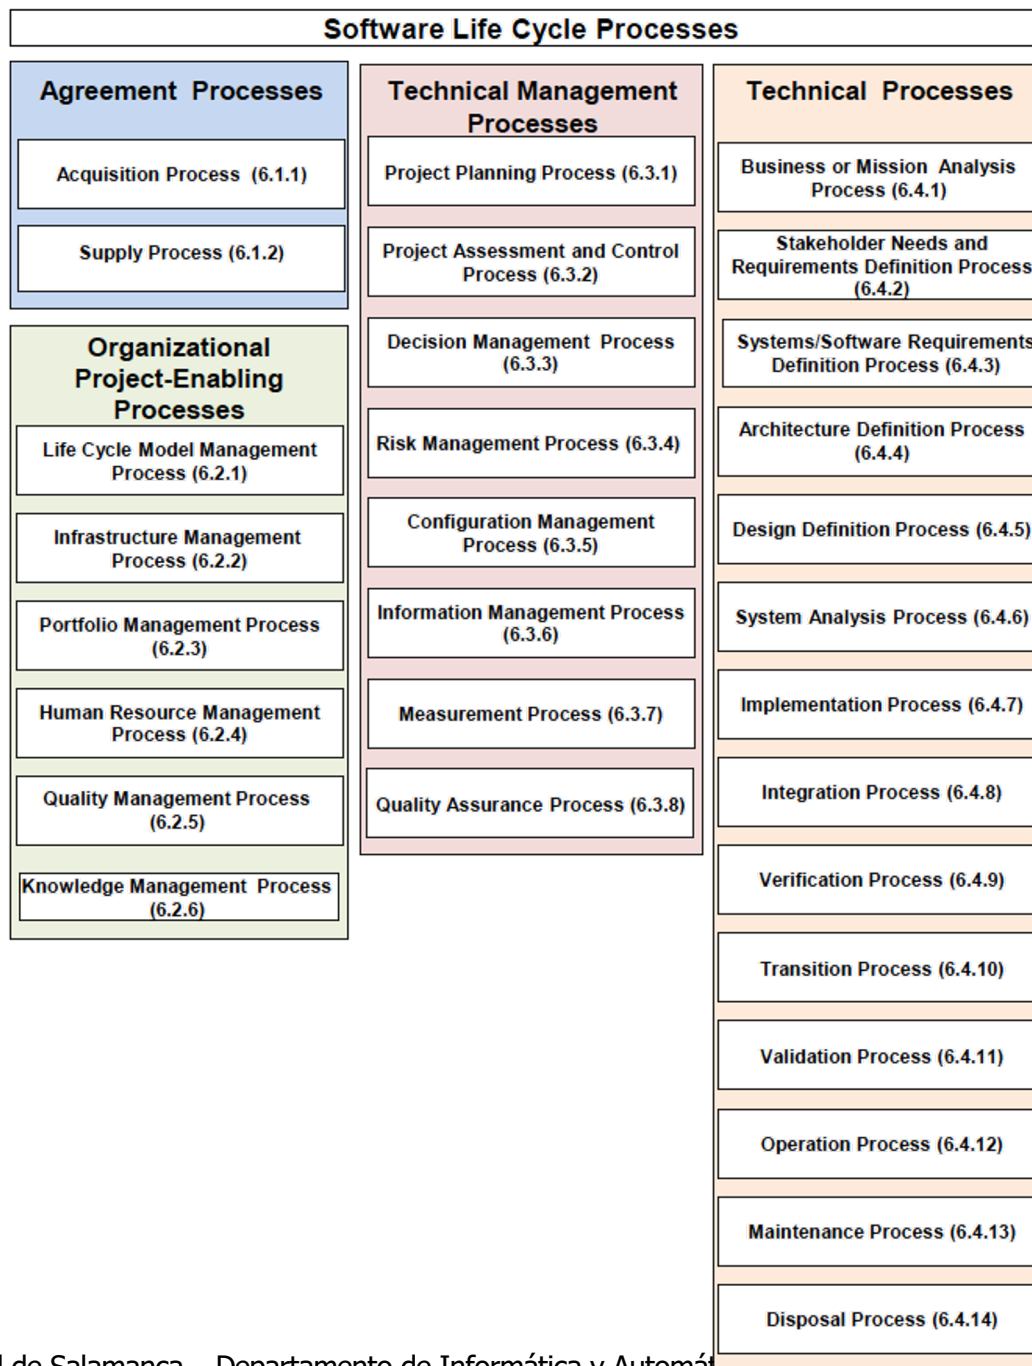 Software Life Cycle Processes
Agreement Processes
Acquisition Process (6.1.1)
Supply Process (6.1.2)
Organizational
Project-Enabling
Processes
Life Cycle Model Management
Process (6.2.1)
Infrastructure Management
Process (6.2.2)
Portfolio Management Process
(6.2.3)
Human Resource Management
Process (6.2.4)
Quality Management Process
(6.2.5)
Knowledge Management Process
(6.2.6)
Technical Management
Processes
Project Planning Process (6.3.1)
Project Assessment and Control
Process (6.3.2)
Decision Management Process
(6.3.3)
Risk Management Process (6.3.4)
Configuration Management
Process (6.3.5)
Information Management Process
(6.3.6)
Measurement Process (6.3.7)
Quality Assurance Process (6.3.8)
Technical Processes
Business or Mission Analysis
Process (6.4.1)
Stakeholder Needs and
Requirements Definition Process
(6.4.2)
Systems/Software Requirements
Definition Process (6.4.3)
Architecture Definition Process
(6.4.4)
Design Definition Process (6.4.5)
System Analysis Process (6.4.6)
Implementation Process (6.4.7)
Integration Process (6.4.8)
Verification Process (6.4.9)
Transition Process (6.4.10)
Validation Process (6.4.11)
Operation Process (6.4.12)
Maintenance Process (6.4.13)
Disposal Process (6.4.14)
de Salamanca – Departamento de Informática y